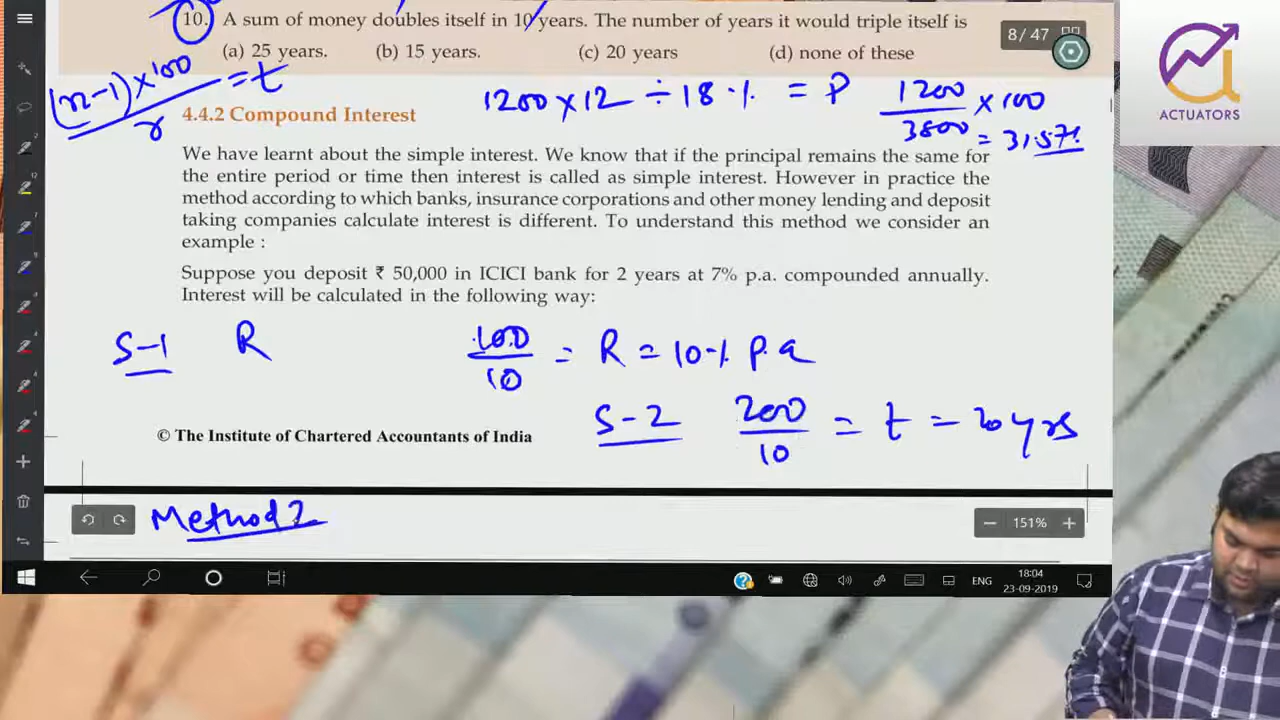 10. A sum of money doubles itself in 10 years. The number of years it would triple itself is
(a) 25 years. (b) 15 years. (c) 20 years (d) none of these
8 / 47
ACTUATORS
(n-1)×100 / r = t
1200 × 12 ÷ 18 % = P
1200 / 3800 × 100 = 31.57%
4.4.2 Compound Interest
We have learnt about the simple interest. We know that if the principal remains the same for
the entire period or time then interest is called as simple interest. However in practice the
method according to which banks, insurance corporations and other money lending and deposit
taking companies calculate interest is different. To understand this method we consider an
example :
Suppose you deposit ₹ 50,000 in ICICI bank for 2 years at 7% p.a. compounded annually.
Interest will be calculated in the following way:
S-1 R 100 / 10 = R = 10 % p.a
S-2 200 / 10 = t = 20 yrs
© The Institute of Chartered Accountants of India
Method 2
151%
ENG
18:04
23-09-2019